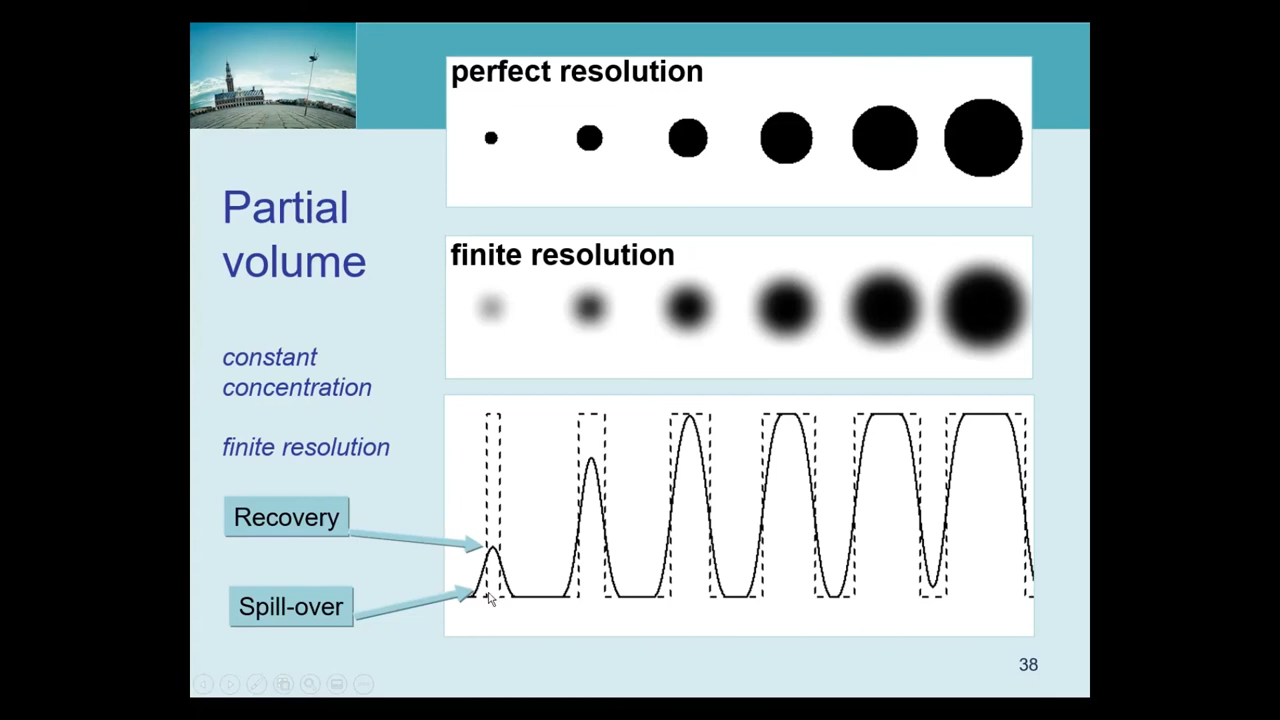 perfect resolution
Partial
volume
finite resolution
constant
concentration
finite resolution
Recovery
Spill-over
38